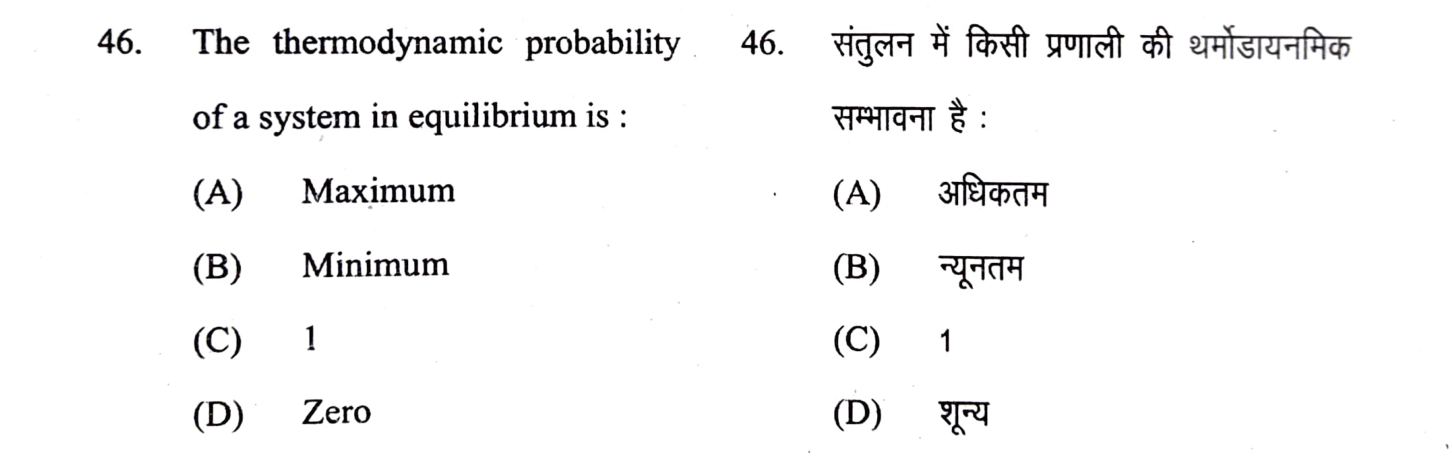 46. The thermodynamic probability
of a system in equilibrium is :
(A) Maximum
(B) Minimum
(C) 1
(D) Zero
46. संतुलन में किसी प्रणाली की थर्मोडायनमिक
सम्भावना है :
(A) अधिकतम
(B) न्यूनतम
(C) 1
(D) शून्य